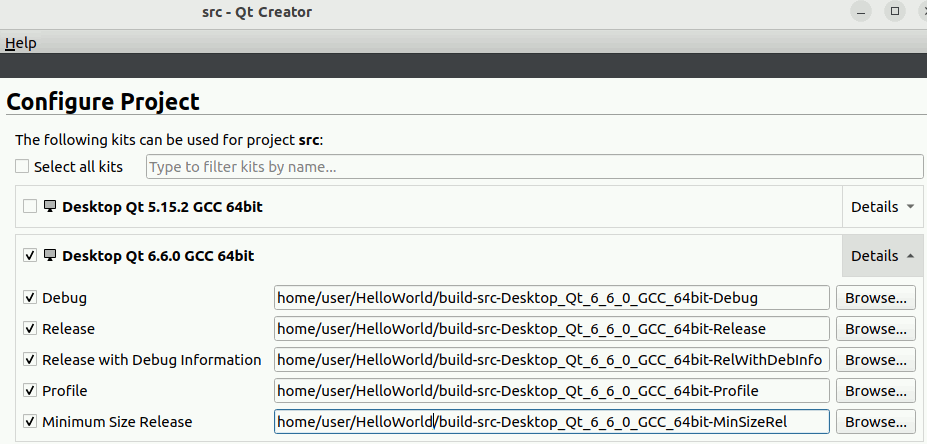 src - Qt Creator
Help
Configure Project
The following kits can be used for project src:
Select all kits Type to filter kits by name...
Desktop Qt 5.15.2 GCC 64bit Details
Desktop Qt 6.6.0 GCC 64bit Details
Debug home/user/HelloWorld/build-src-Desktop_Qt_6_6_0_GCC_64bit-Debug Browse...
Release home/user/HelloWorld/build-src-Desktop_Qt_6_6_0_GCC_64bit-Release Browse...
Release with Debug Information home/user/HelloWorld/build-src-Desktop_Qt_6_6_0_GCC_64bit-RelWithDebInfo Browse...
Profile home/user/HelloWorld/build-src-Desktop_Qt_6_6_0_GCC_64bit-Profile Browse...
Minimum Size Release home/user/HelloWorld/build-src-Desktop_Qt_6_6_0_GCC_64bit-MinSizeRel Browse...